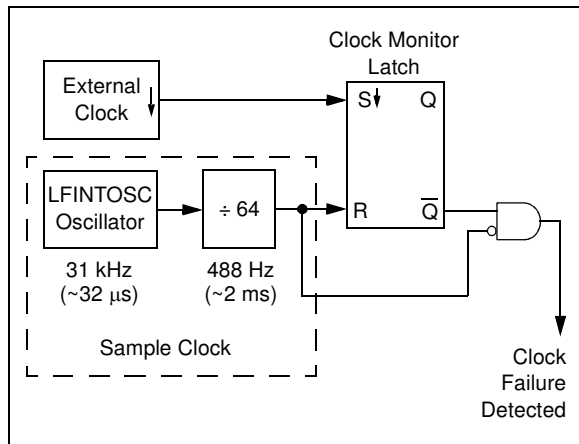 Clock Monitor
Latch
External
Clock
S
Q
LFINTOSC
Oscillator
÷ 64
R
Q̅
31 kHz
(~32 μs)
488 Hz
(~2 ms)
Sample Clock
Clock
Failure
Detected